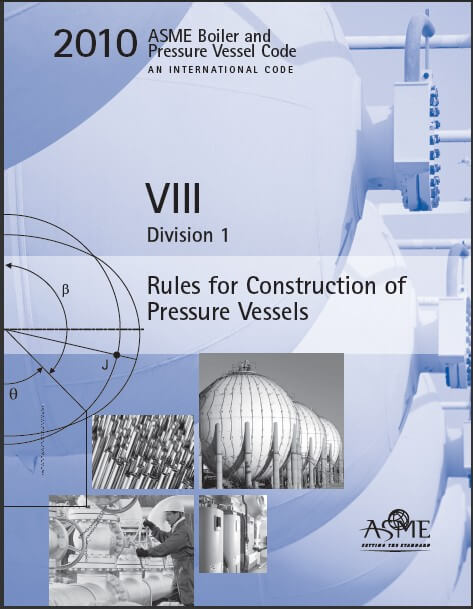 2010 ASME Boiler and
Pressure Vessel Code
AN INTERNATIONAL CODE
VIII
Division 1
Rules for Construction of
Pressure Vessels
β
J
θ
ASME
SETTING THE STANDARD